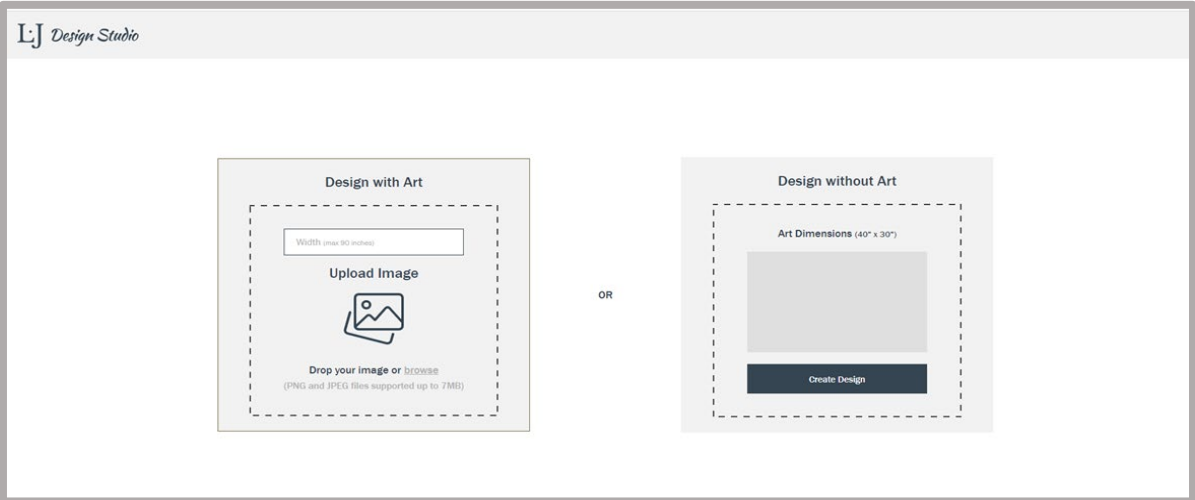 L·J Design Studio
Design with Art
Width (max 90 inches)
Upload Image
Drop your image or browse
(PNG and JPEG files supported up to 7MB)
OR
Design without Art
Art Dimensions (40" x 30")
Create Design